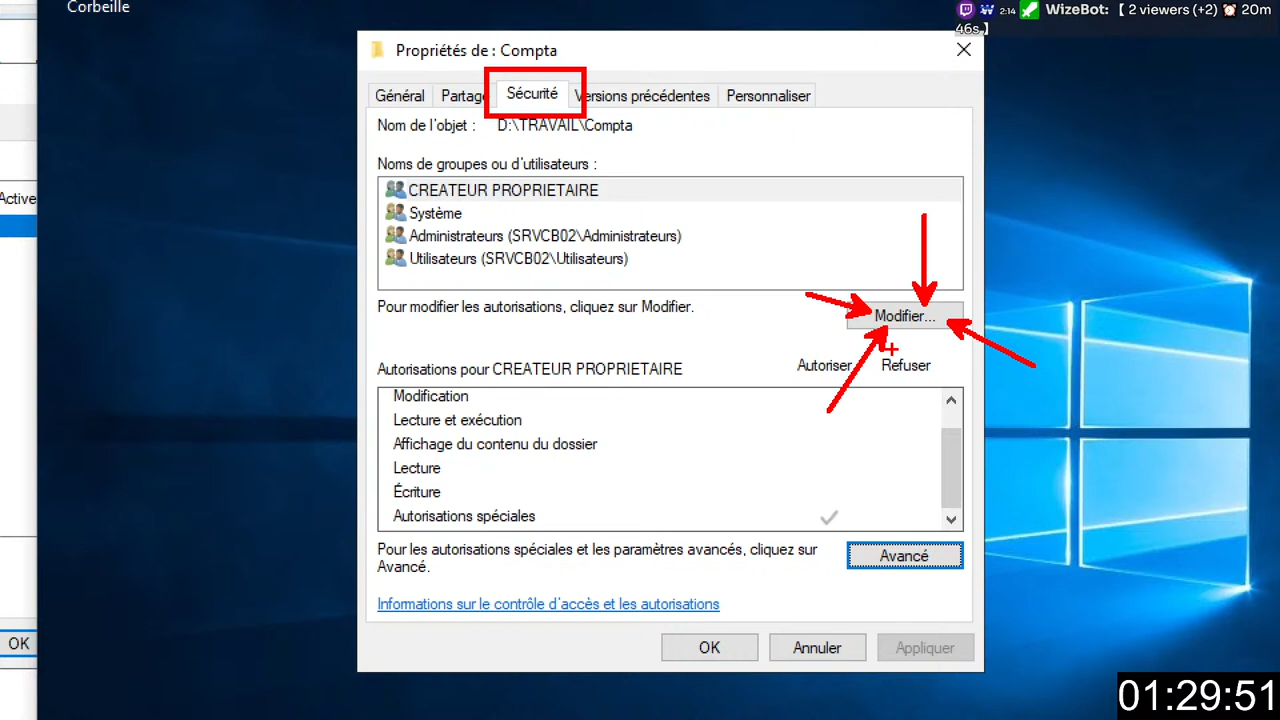 Corbeille
2:14 WizeBot: 【 2 viewers (+2) ⏰ 20m
46s 】
Propriétés de : Compta
Général Partage Sécurité Versions précédentes Personnaliser
Nom de l'objet : D:\TRAVAIL\Compta
Noms de groupes ou d'utilisateurs :
CREATEUR PROPRIETAIRE
Système
Active
Administrateurs (SRVCB02\Administrateurs)
Utilisateurs (SRVCB02\Utilisateurs)
Pour modifier les autorisations, cliquez sur Modifier.
Modifier...
Autorisations pour CREATEUR PROPRIETAIRE Autoriser Refuser
Modification
Lecture et exécution
Affichage du contenu du dossier
Lecture
Écriture
Autorisations spéciales
Pour les autorisations spéciales et les paramètres avancés, cliquez sur
Avancé.
Avancé
Informations sur le contrôle d'accès et les autorisations
OK
OK Annuler Appliquer
01:29:51